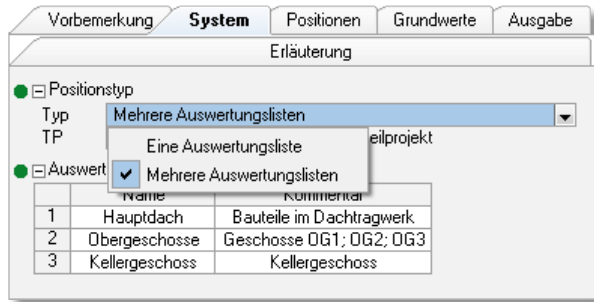 Vorbemerkung System Positionen Grundwerte Ausgabe
Erläuterung
Positionstyp
Typ Mehrere Auswertungslisten
TP eilprojekt
Eine Auswertungsliste
Auswert
Mehrere Auswertungslisten
Name Kommentar
1 Hauptdach Bauteile im Dachtragwerk
2 Obergeschosse Geschosse OG1; OG2; OG3
3 Kellergeschoss Kellergeschoss